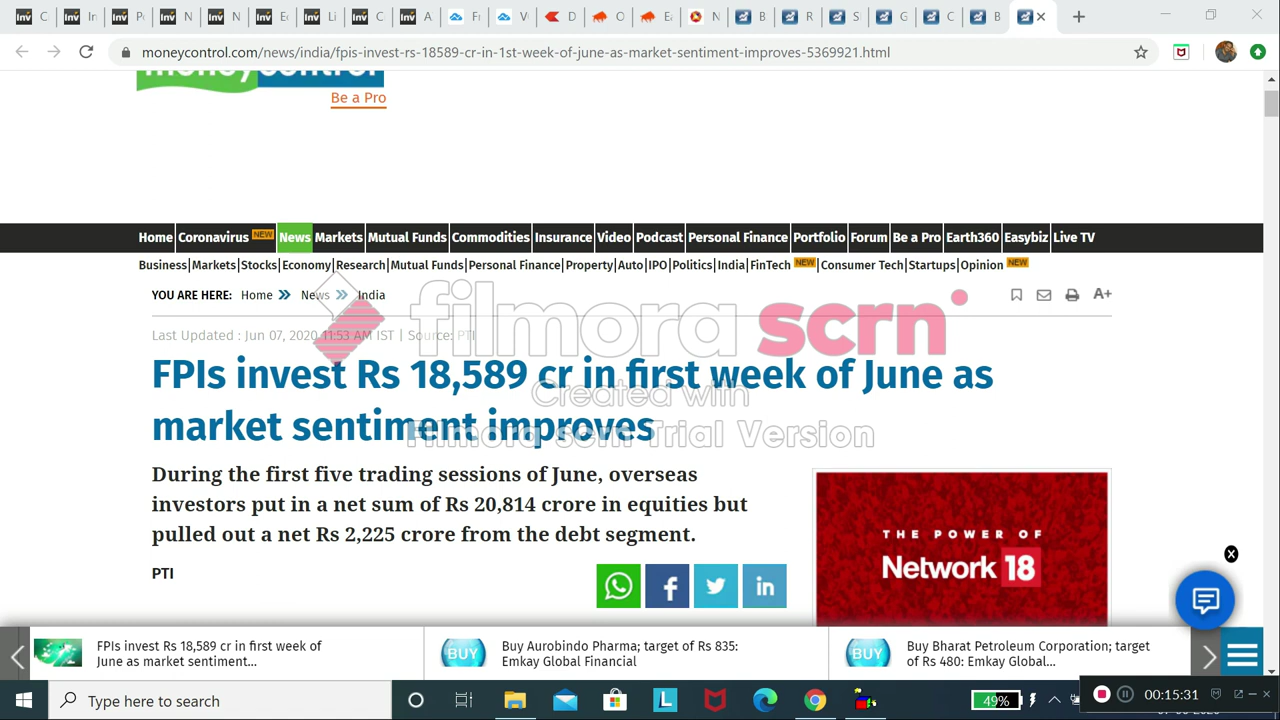 moneycontrol.com/news/india/fpis-invest-rs-18589-cr-in-1st-week-of-june-as-market-sentiment-improves-5369921.html
moneycontrol
Be a Pro
Home Coronavirus NEW News Markets Mutual Funds Commodities Insurance Video Podcast Personal Finance Portfolio Forum Be a Pro Earth360 Easybiz Live TV
Business|Markets|Stocks|Economy|Research|Mutual Funds|Personal Finance|Property|Auto|IPO|Politics|India|FinTech NEW |Consumer Tech|Startups|Opinion NEW
YOU ARE HERE: Home News India
A+
filmora scrn
Last Updated : Jun 07, 2020 11:53 AM IST | Source: PTI
FPIs invest Rs 18,589 cr in first week of June as
market sentiment improves
Created with
Filmora scrn Trial Version
During the first five trading sessions of June, overseas
investors put in a net sum of Rs 20,814 crore in equities but
pulled out a net Rs 2,225 crore from the debt segment.
PTI
THE POWER OF
Network 18
FPIs invest Rs 18,589 cr in first week of
June as market sentiment...
BUY
Buy Aurobindo Pharma; target of Rs 835:
Emkay Global Financial
BUY
Buy Bharat Petroleum Corporation; target
of Rs 480: Emkay Global...
Type here to search
49%
00:15:31